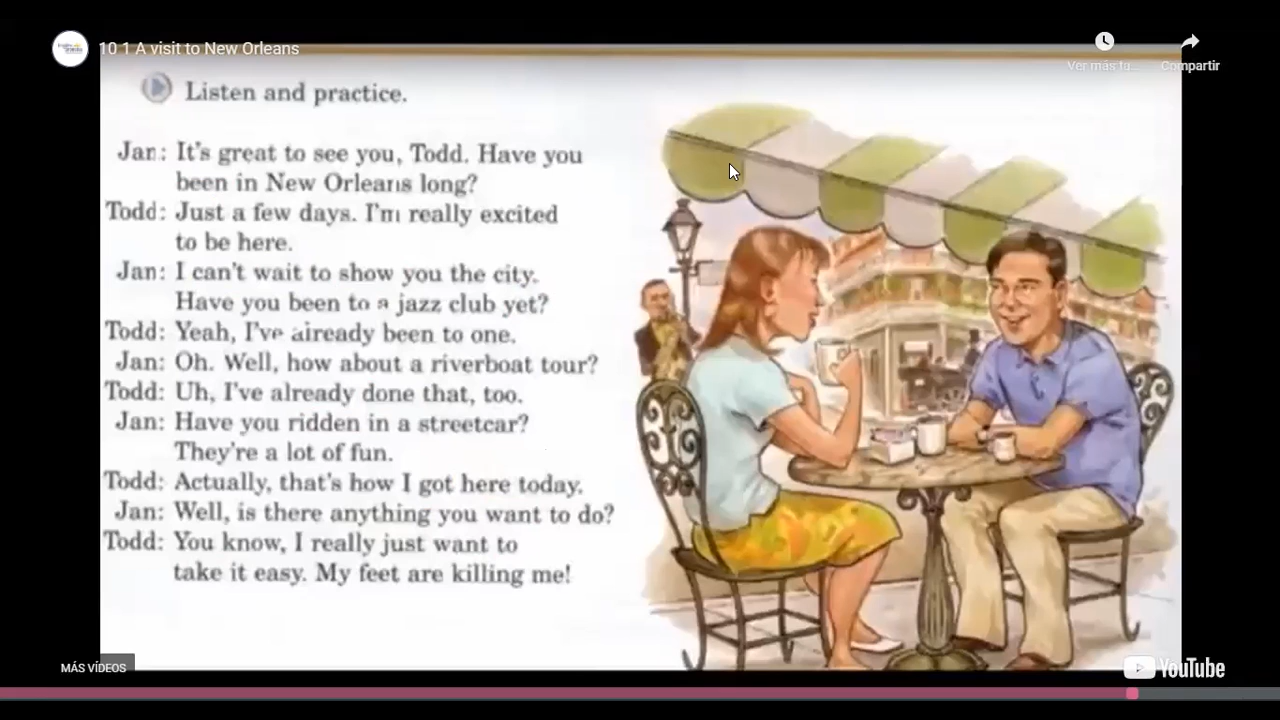 10 1 A visit to New Orleans
Ver más ta...
Compartir
Listen and practice.
Jan: It's great to see you, Todd. Have you
been in New Orleans long?
Todd: Just a few days. I'm really excited
to be here.
Jan: I can't wait to show you the city.
Have you been to a jazz club yet?
Todd: Yeah, I've already been to one.
Jan: Oh. Well, how about a riverboat tour?
Todd: Uh, I've already done that, too.
Jan: Have you ridden in a streetcar?
They're a lot of fun.
Todd: Actually, that's how I got here today.
Jan: Well, is there anything you want to do?
Todd: You know, I really just want to
take it easy. My feet are killing me!
MÁS VÍDEOS
YouTube